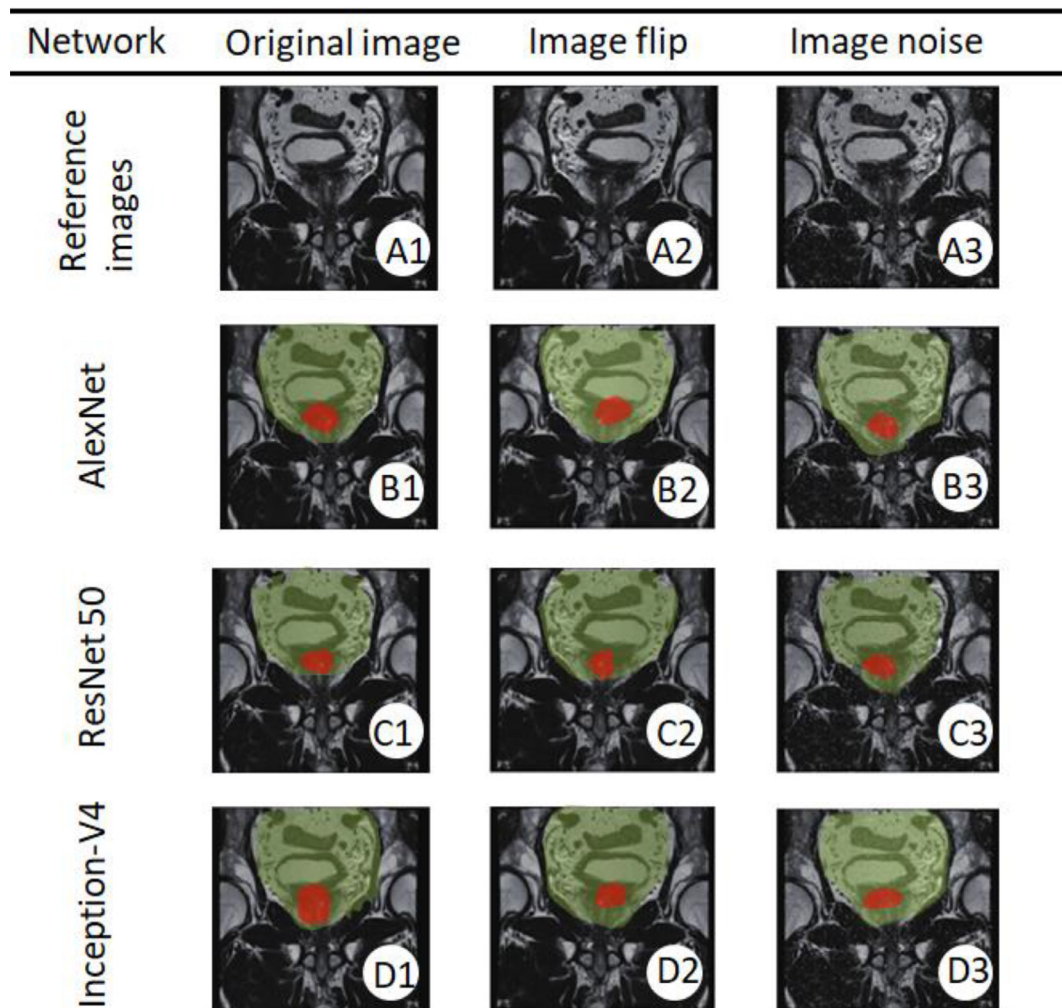 Network Original image Image flip Image noise
Reference
images
A1 A2 A3
AlexNet
B1 B2 B3
ResNet 50
C1 C2 C3
Inception-V4
D1 D2 D3